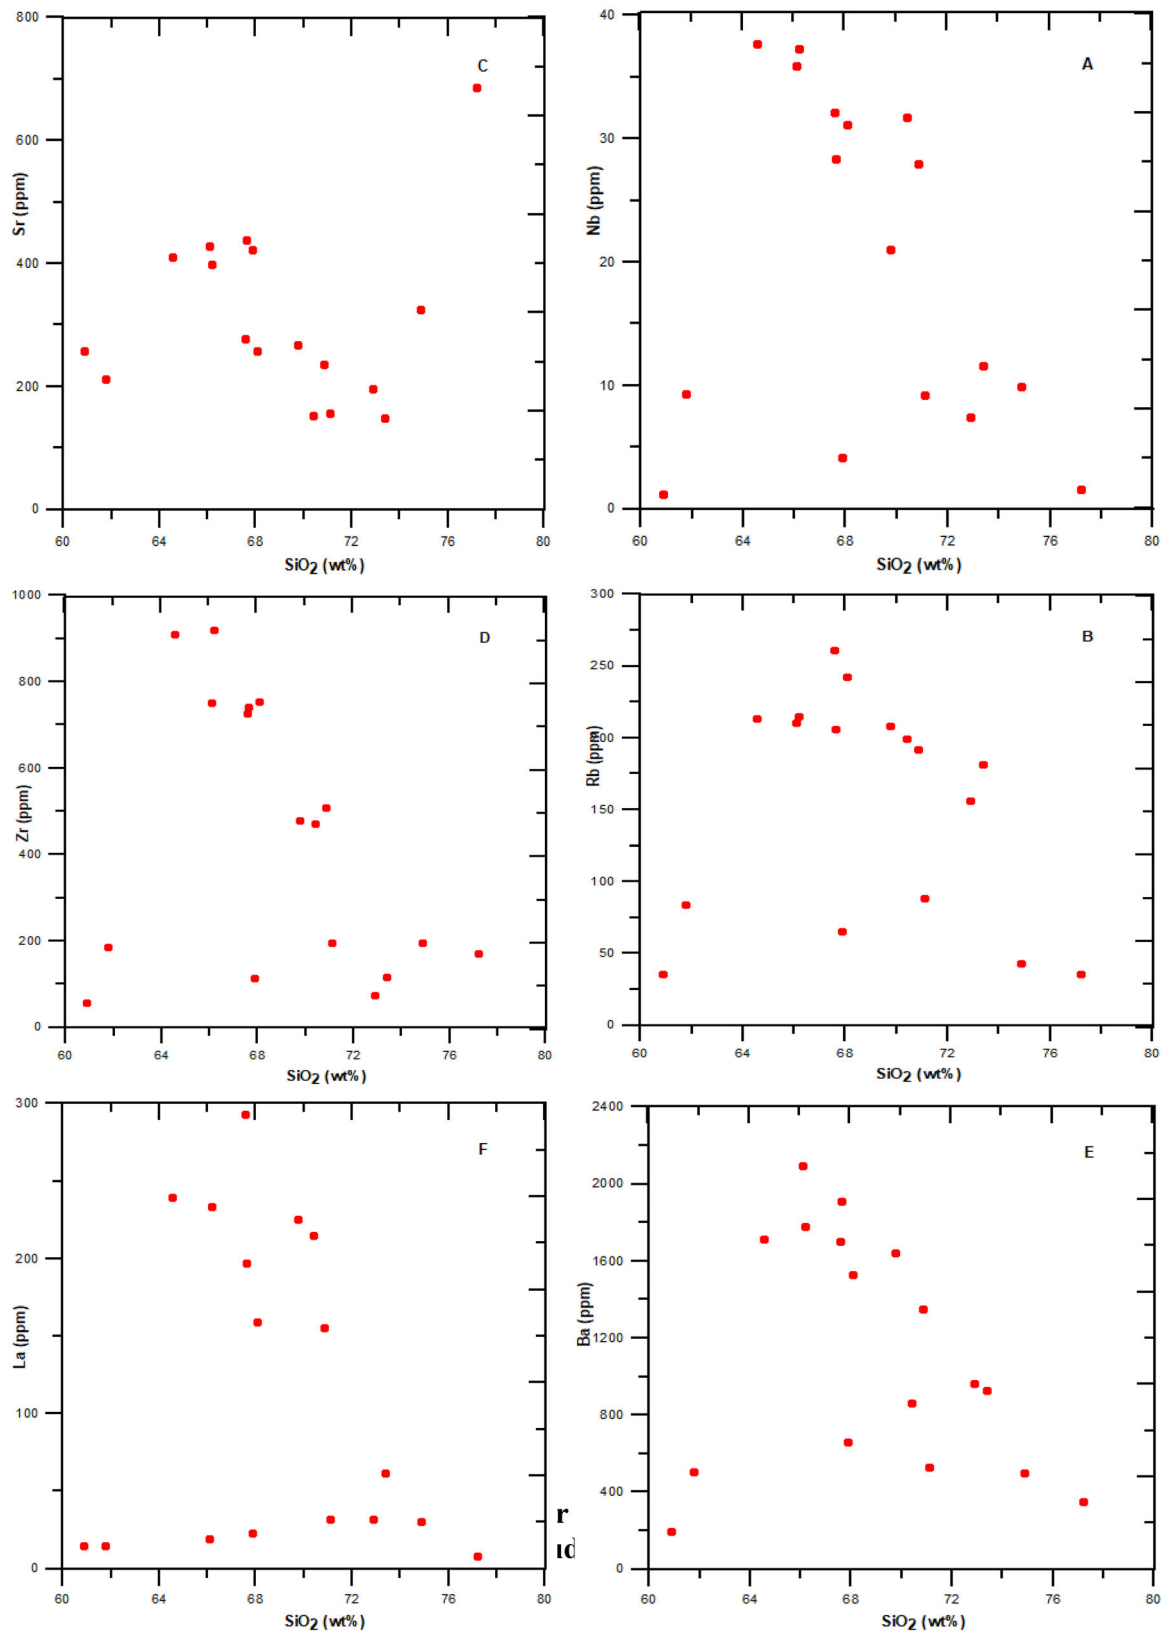 800
600
400
200
0
Sr (ppm)
C
60 64 68 72 76 80
SiO2 (wt%)
40
30
20
10
0
Nb (ppm)
A
60 64 68 72 76 80
SiO2 (wt%)
1000
800
600
400
200
0
Zr (ppm)
D
60 64 68 72 76 80
SiO2 (wt%)
300
250
200
150
100
50
0
Rb (ppm)
B
60 64 68 72 76 80
SiO2 (wt%)
300
200
100
0
La (ppm)
F
60 64 68 72 76 80
SiO2 (wt%)
r
ud
2400
2000
1600
1200
800
400
0
Ba (ppm)
E
60 64 68 72 76 80
SiO2 (wt%)